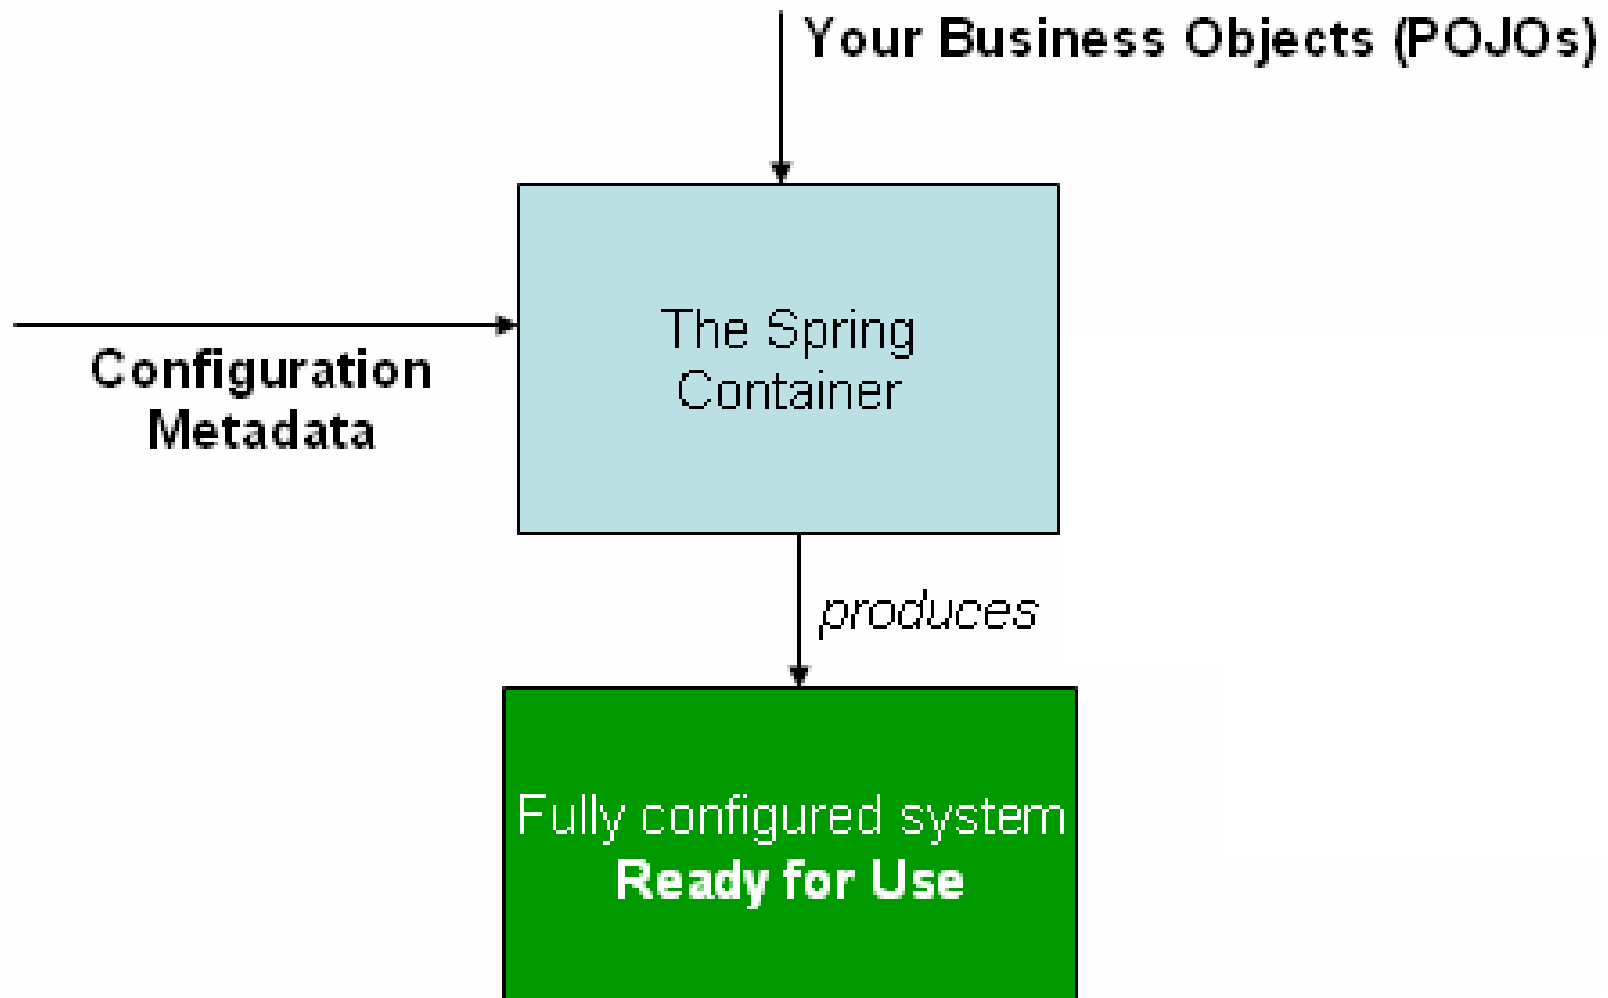 Your Business Objects (POJOs)
The Spring
Container
Configuration
Metadata
produces
Fully configured system
Ready for Use